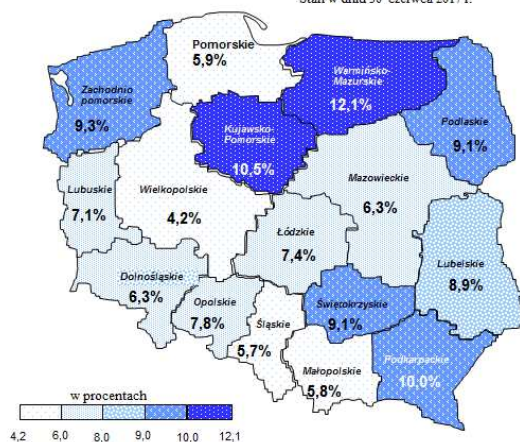 Stan w dniu 30 czerwca 2017 r.
Pomorskie
5,9%
Warmińsko-
Mazurskie
12,1%
Zachodnio
pomorskie
9,3%
Podlaskie
9,1%
Kujawsko-
Pomorskie
10,5%
Mazowieckie
6,3%
Lubuskie
7,1%
Wielkopolskie
4,2%
Łódzkie
7,4%
Lubelskie
8,9%
Dolnośląskie
6,3%
Opolskie
7,8%
Świętokrzyskie
9,1%
Śląskie
5,7%
Małopolskie
5,8%
Podkarpackie
10,0%
w procentach
4,2 6,0 8,0 9,0 10,0 12,1